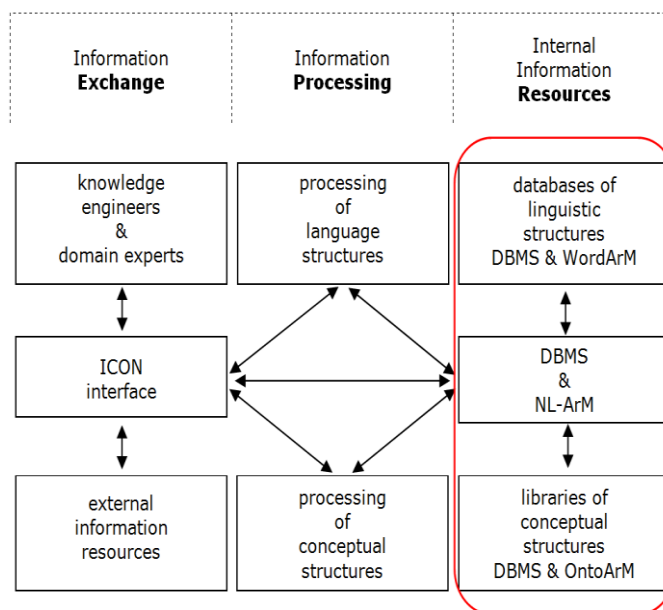 Information
Exchange
Information
Processing
Internal
Information
Resources
knowledge
engineers
&
domain experts
processing
of
language
structures
databases of
linguistic
structures
DBMS & WordArM
ICON
interface
DBMS
&
NL-ArM
external
information
resources
processing
of
conceptual
structures
libraries of
conceptual
structures
DBMS & OntoArM